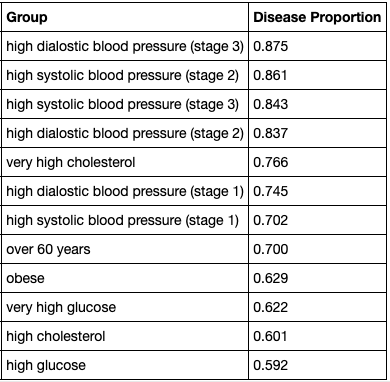 Group Disease Proportion
high dialostic blood pressure (stage 3) 0.875
high systolic blood pressure (stage 2) 0.861
high systolic blood pressure (stage 3) 0.843
high dialostic blood pressure (stage 2) 0.837
very high cholesterol 0.766
high dialostic blood pressure (stage 1) 0.745
high systolic blood pressure (stage 1) 0.702
over 60 years 0.700
obese 0.629
very high glucose 0.622
high cholesterol 0.601
high glucose 0.592